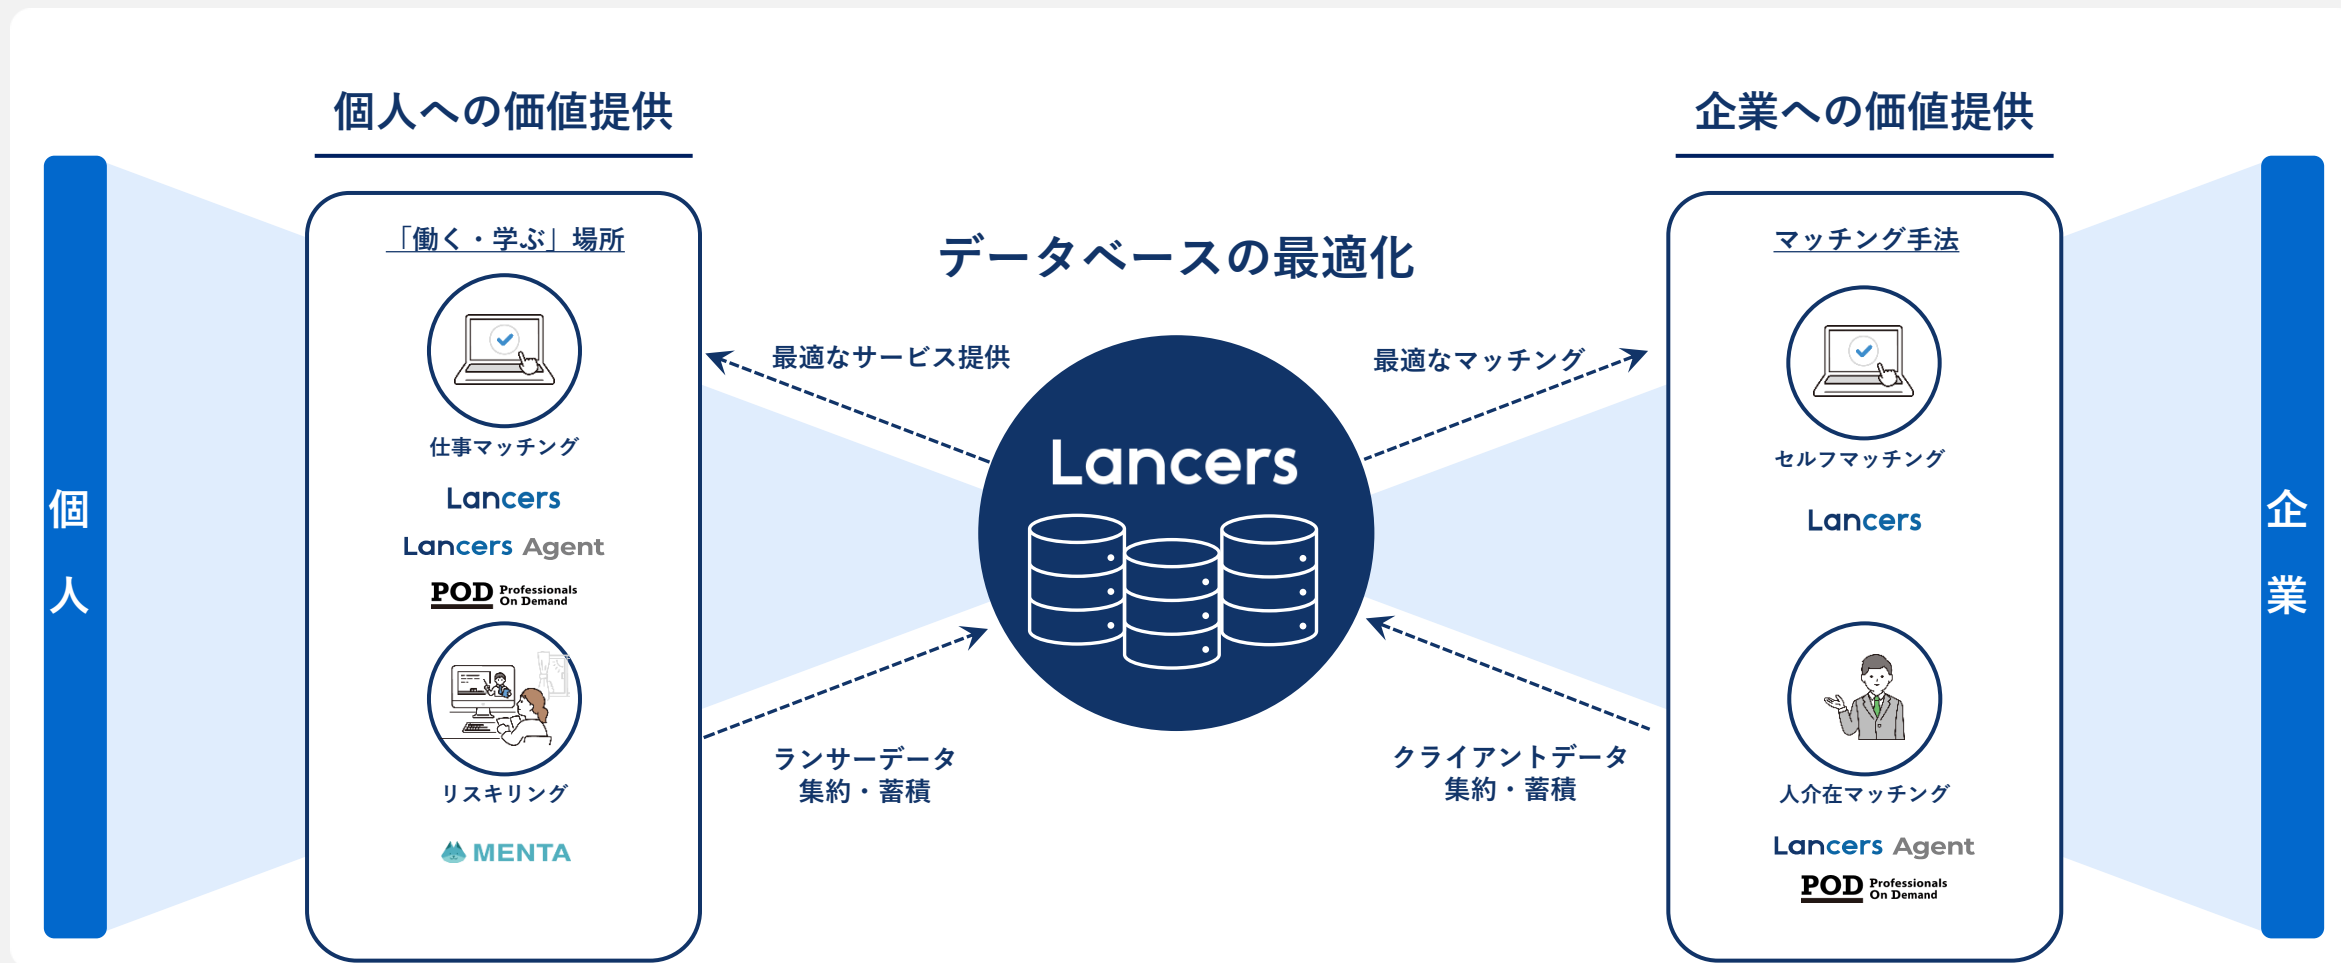 個人への価値提供
企業への価値提供
個人
「働く・学ぶ」場所
仕事マッチング
Lancers
Lancers Agent
POD Professionals
On Demand
リスキリング
MENTA
データベースの最適化
最適なサービス提供
最適なマッチング
Lancers
ランサーデータ
集約・蓄積
クライアントデータ
集約・蓄積
マッチング手法
セルフマッチング
Lancers
人介在マッチング
Lancers Agent
POD Professionals
On Demand
企業